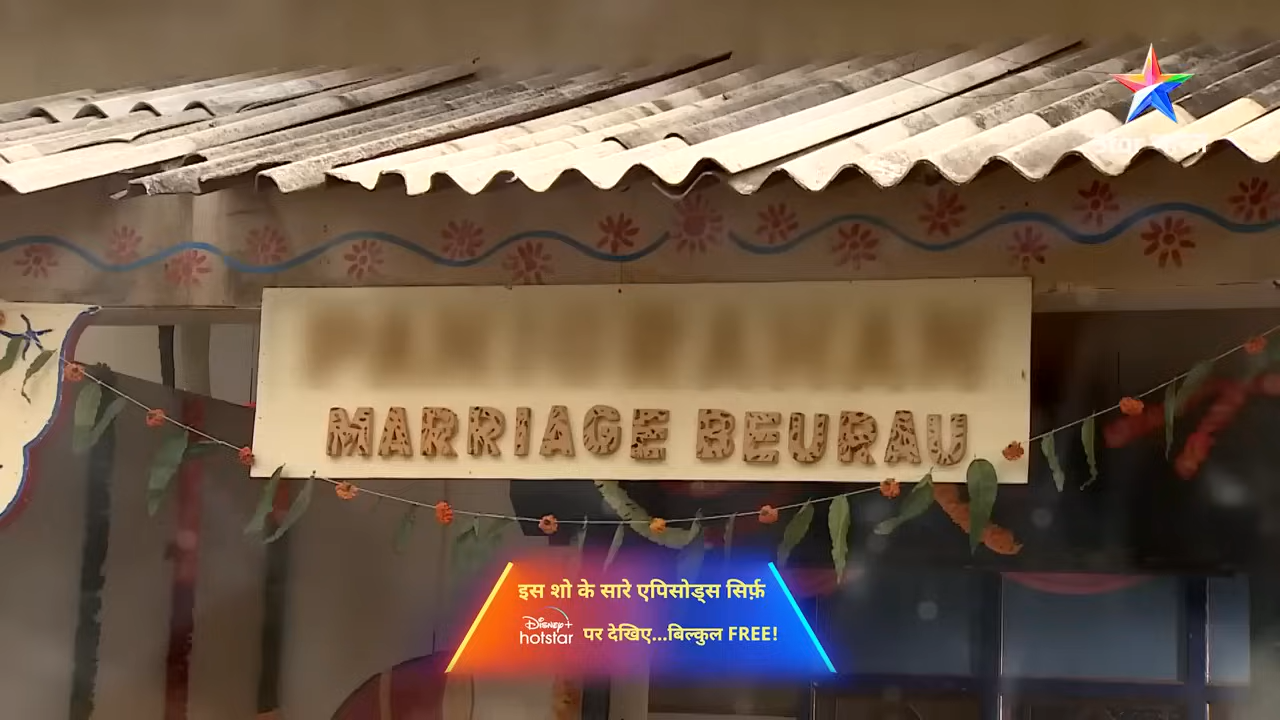 MARRIAGE BEURAU
इस शो के सारे एपिसोड्स सिर्फ़
Disney+ hotstar पर देखिए...बिल्कुल FREE!